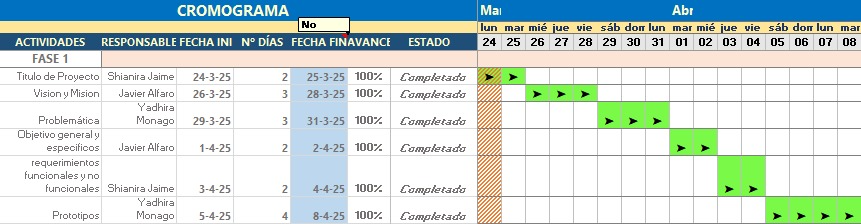 CROMOGRAMA Mar Abr
No
lun mar mié jue vie sáb dom lun mar mié jue vie sáb dom lun mar
ACTIVIDADES RESPONSABLE FECHA INI Nº DÍAS FECHA FIN AVANCE ESTADO 24 25 26 27 28 29 30 31 01 02 03 04 05 06 07 08
FASE 1
Titulo de Proyecto Shianira Jaime 24-3-25 2 25-3-25 100% Completado
Vision y Mision Javier Alfaro 26-3-25 3 28-3-25 100% Completado
Problemática Yadhira
Monago 29-3-25 3 31-3-25 100% Completado
Objetivo general y
especificos Javier Alfaro 1-4-25 2 2-4-25 100% Completado
requerimientos
funcionales y no
funcionales Shianira Jaime 3-4-25 2 4-4-25 100% Completado
Prototipos Yadhira
Monago 5-4-25 4 8-4-25 100% Completado